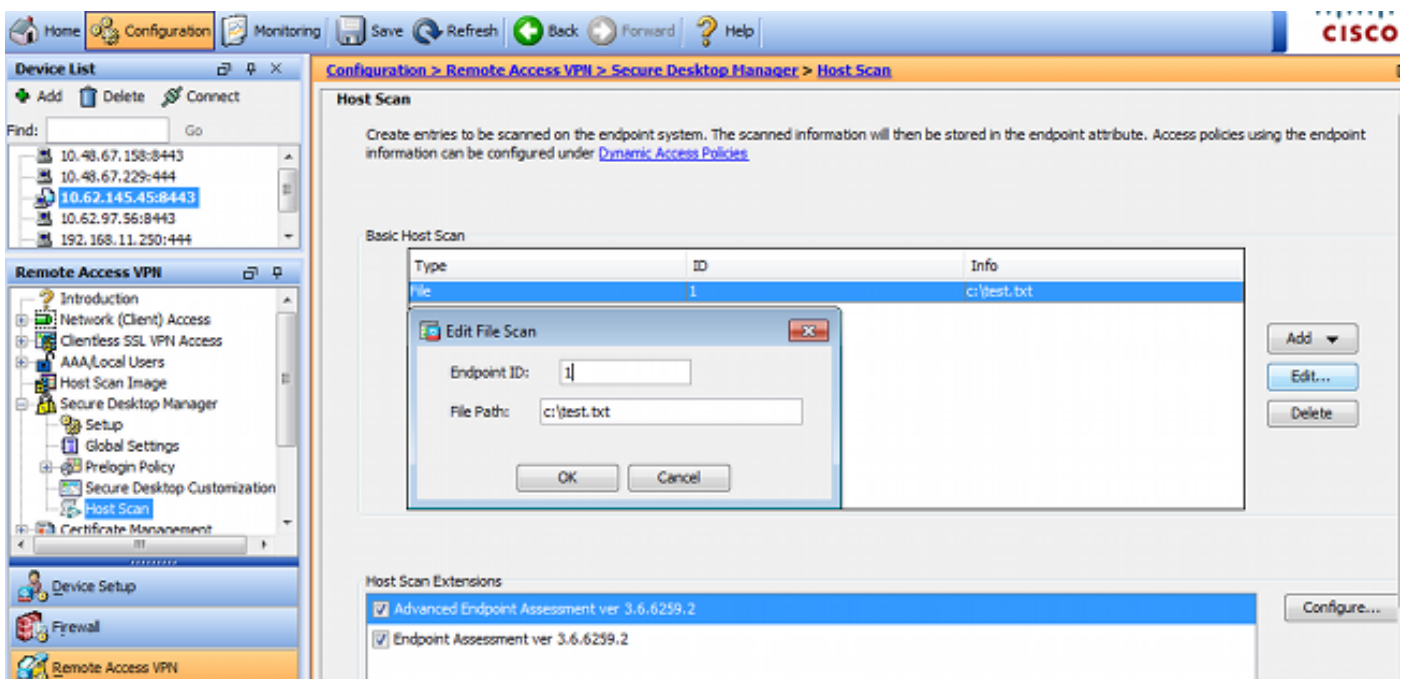 Home Configuration Monitoring Save Refresh Back Forward Help
CISCO
Device List
Add Delete Connect
Find: Go
10.48.67.158:8443
10.48.67.229:444
10.62.145.45:8443
10.62.97.56:8443
192.168.11.250:444
Remote Access VPN
Introduction
Network (Client) Access
Clientless SSL VPN Access
AAA/Local Users
Host Scan Image
Secure Desktop Manager
Setup
Global Settings
Prelogin Policy
Secure Desktop Customization
Host Scan
Certificate Management
Device Setup
Firewall
Remote Access VPN
Configuration > Remote Access VPN > Secure Desktop Manager > Host Scan
Host Scan
Create entries to be scanned on the endpoint system. The scanned information will then be stored in the endpoint attribute. Access policies using the endpoint
information can be configured under Dynamic Access Policies
Basic Host Scan
Type ID Info
File 1 c:\test.txt
Edit File Scan
Endpoint ID: 1
File Path: c:\test.txt
OK Cancel
Add
Edit...
Delete
Host Scan Extensions
Advanced Endpoint Assessment ver 3.6.6259.2
Endpoint Assessment ver 3.6.6259.2
Configure...